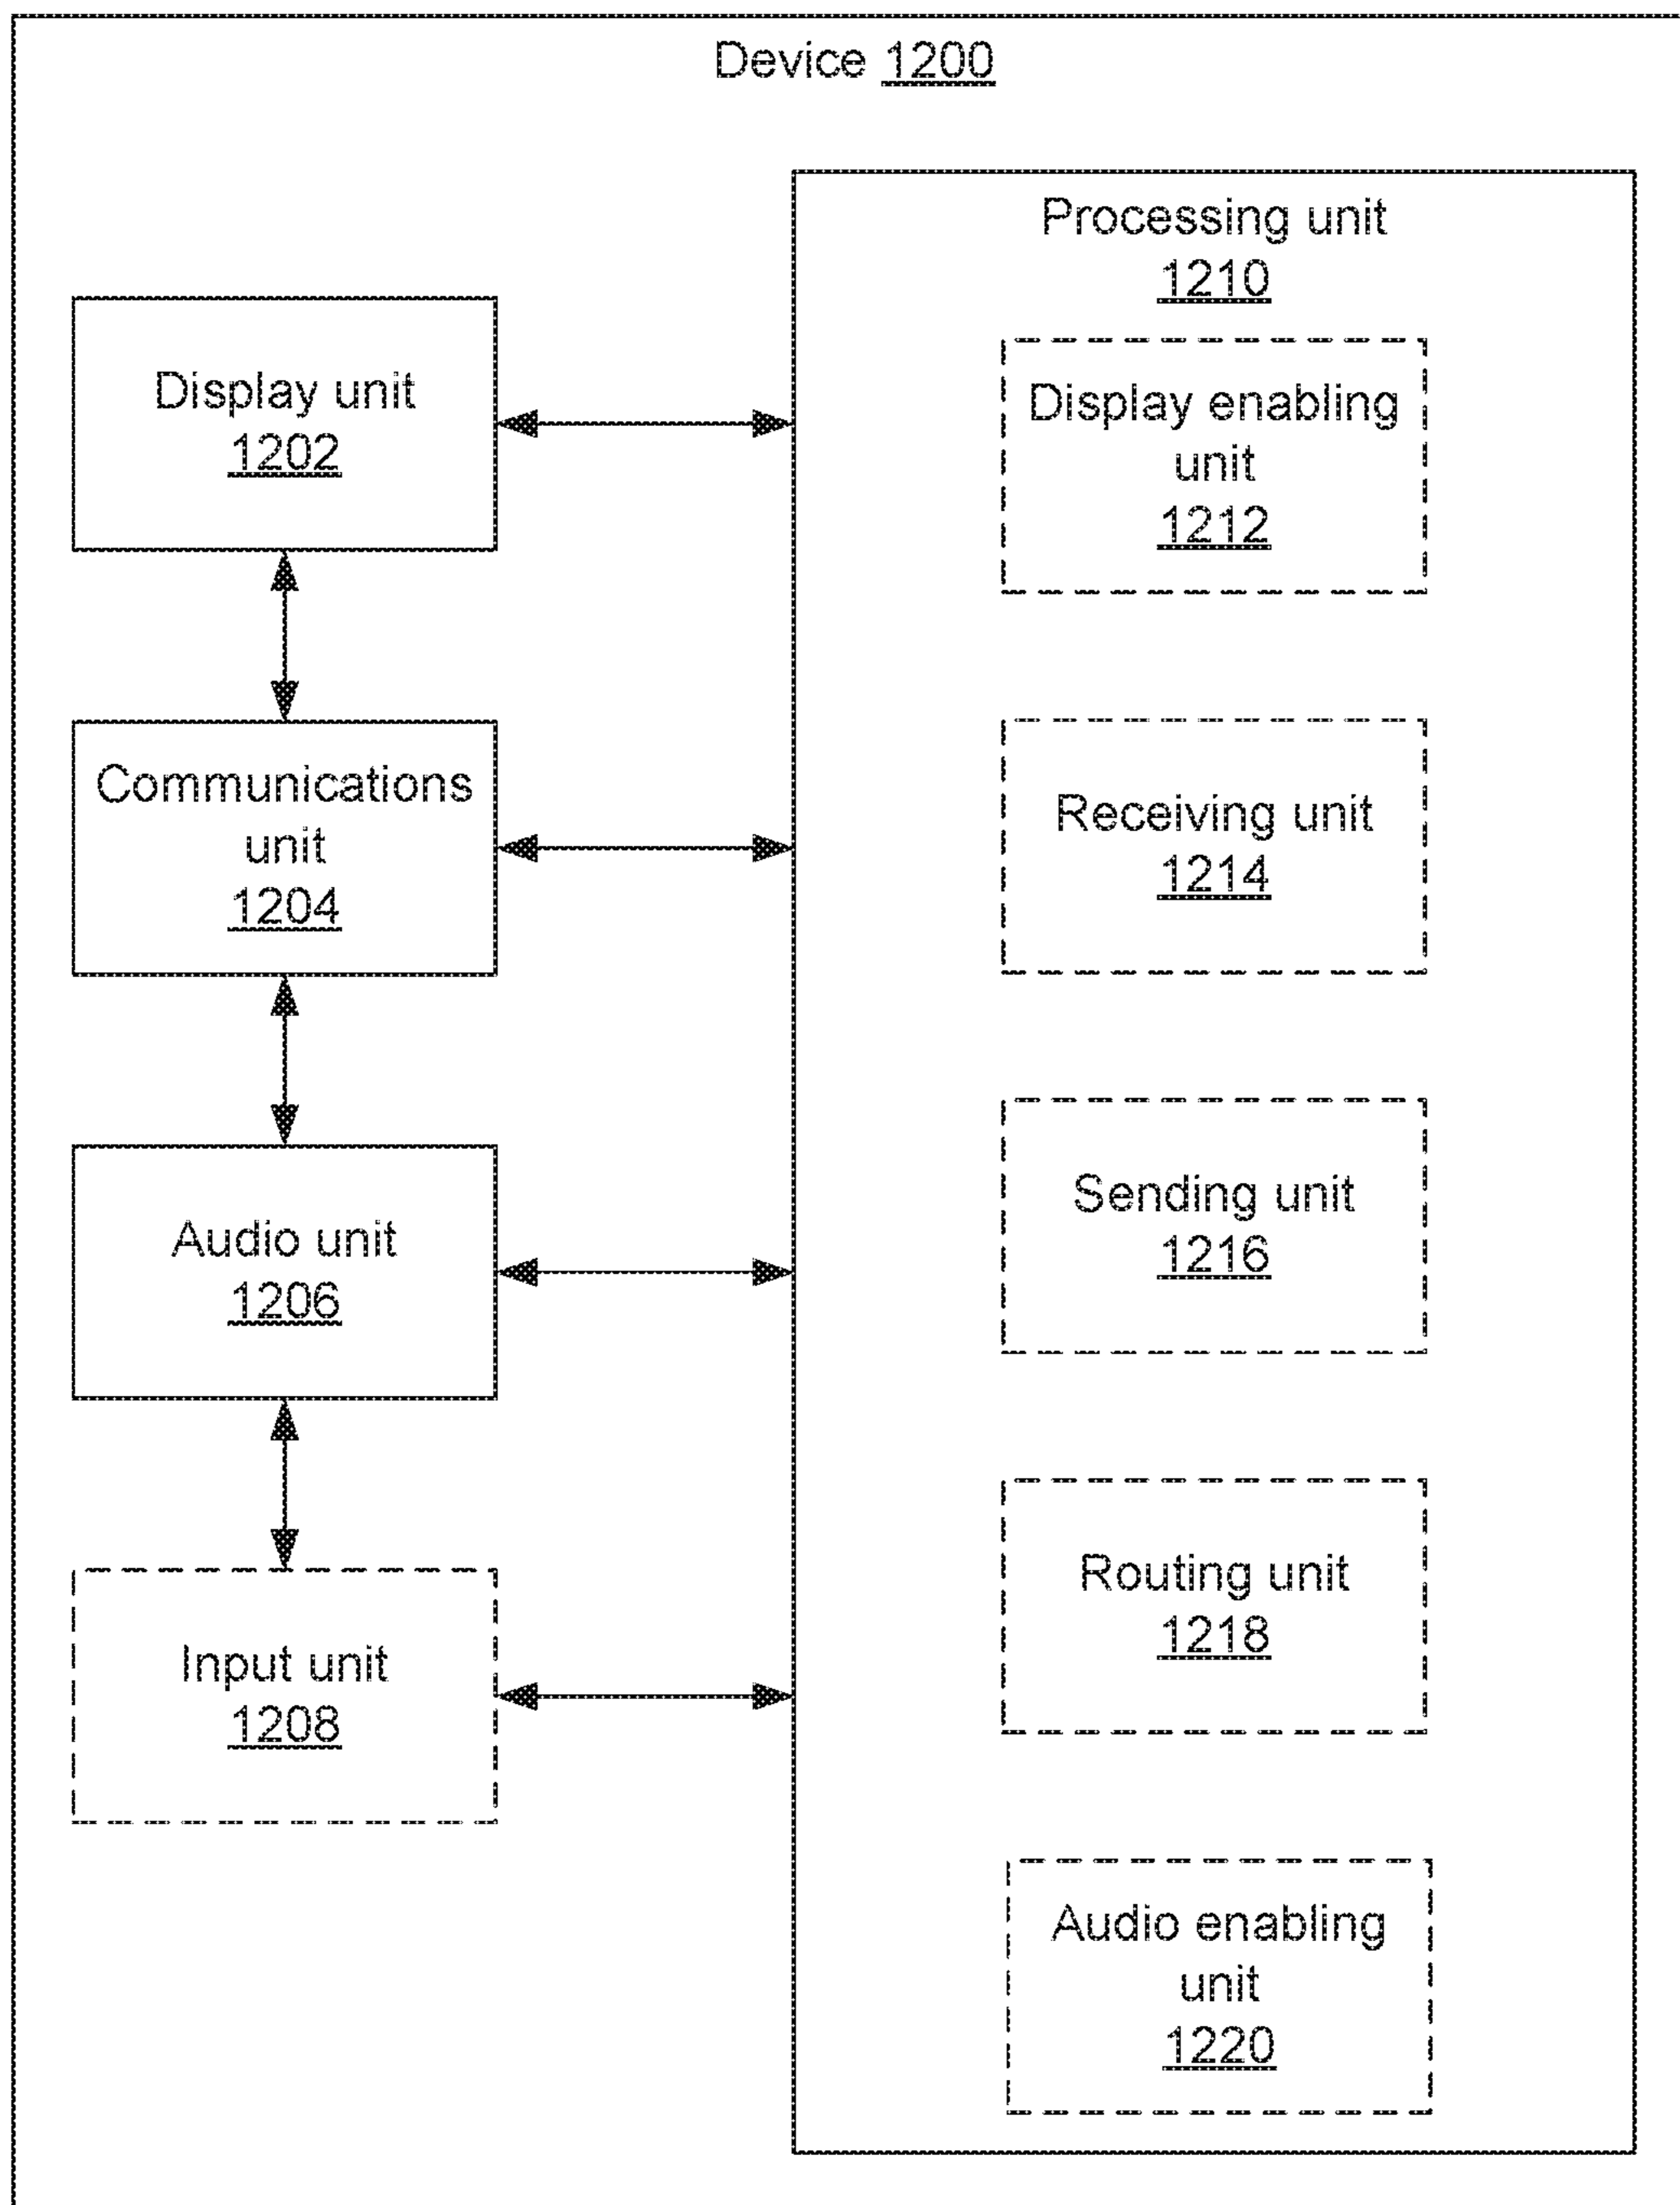 Device 1200
Processing unit
1210
Display unit
1202
Display enabling
unit
1212
Communications
unit
1204
Receiving unit
1214
Audio unit
1206
Sending unit
1216
Input unit
1208
Routing unit
1218
Audio enabling
unit
1220